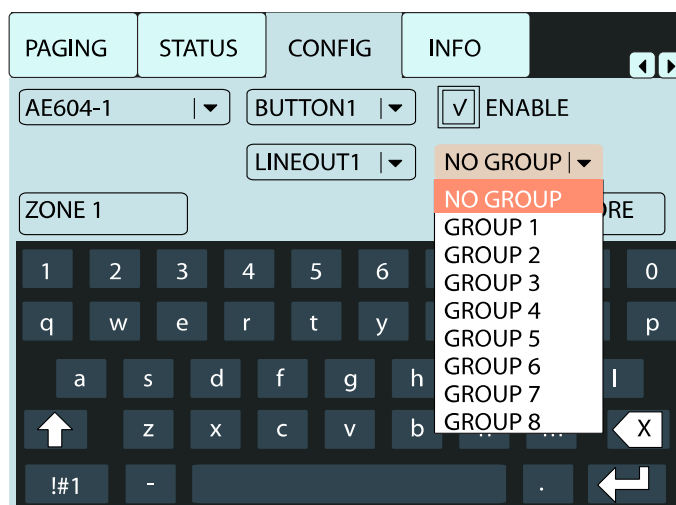 PAGING STATUS CONFIG INFO
AE604-1 BUTTON1 √ ENABLE
LINEOUT1 NO GROUP
NO GROUP
ZONE 1
GROUP 1
GROUP 2
GROUP 3
GROUP 4
GROUP 5
GROUP 6
GROUP 7
GROUP 8
1 2 3 4 5 6 0
q w e r t y p
a s d f g h l
z x c v b X
!#1 - .